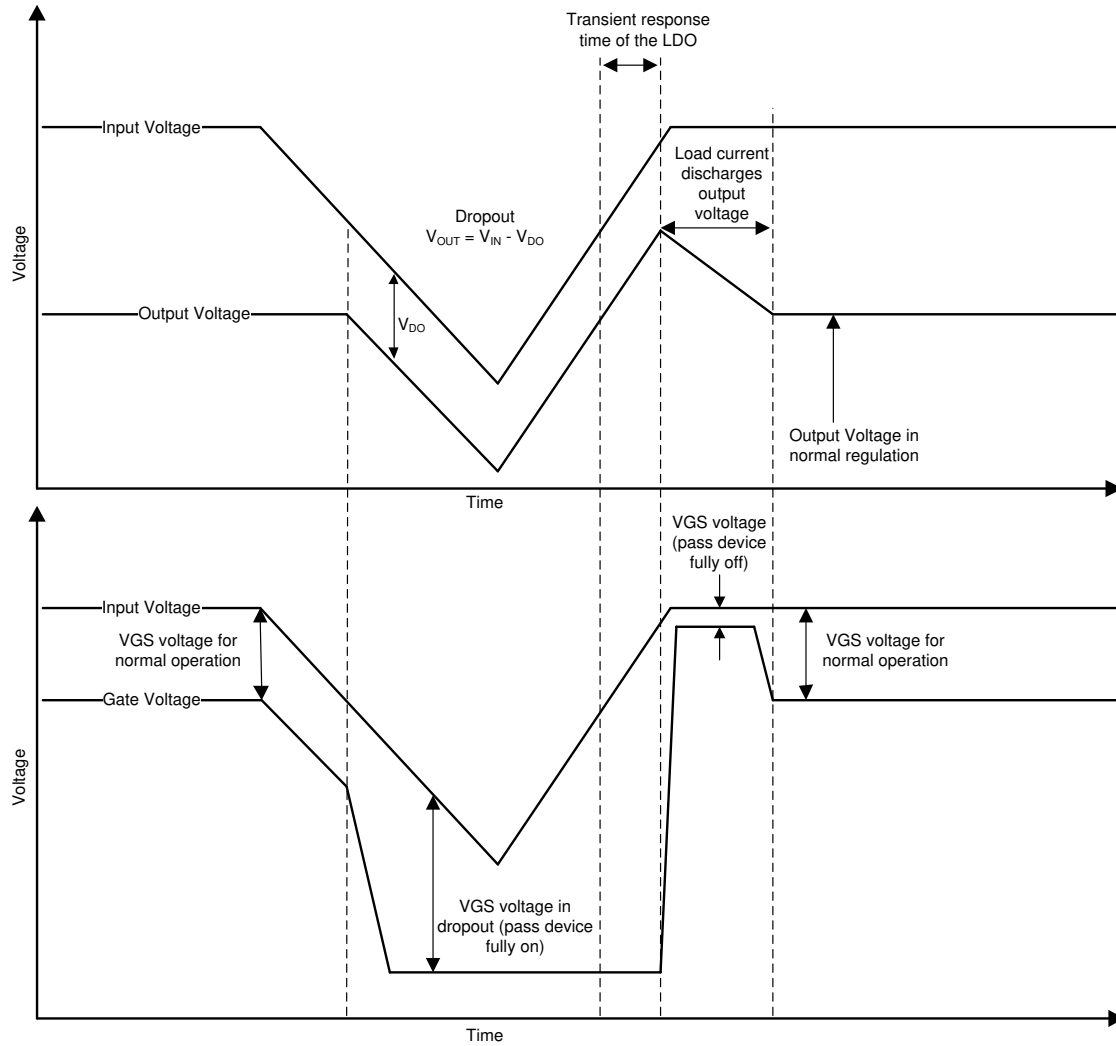 Transient response
time of the LDO
Input Voltage
Load current
discharges
output
voltage
Dropout
V_OUT = V_IN - V_DO
Voltage
Output Voltage
V_DO
Output Voltage in
normal regulation
Time
VGS voltage
(pass device
fully off)
Input Voltage
VGS voltage for
normal operation
VGS voltage for
normal operation
Gate Voltage
Voltage
VGS voltage in
dropout (pass device
fully on)
Time